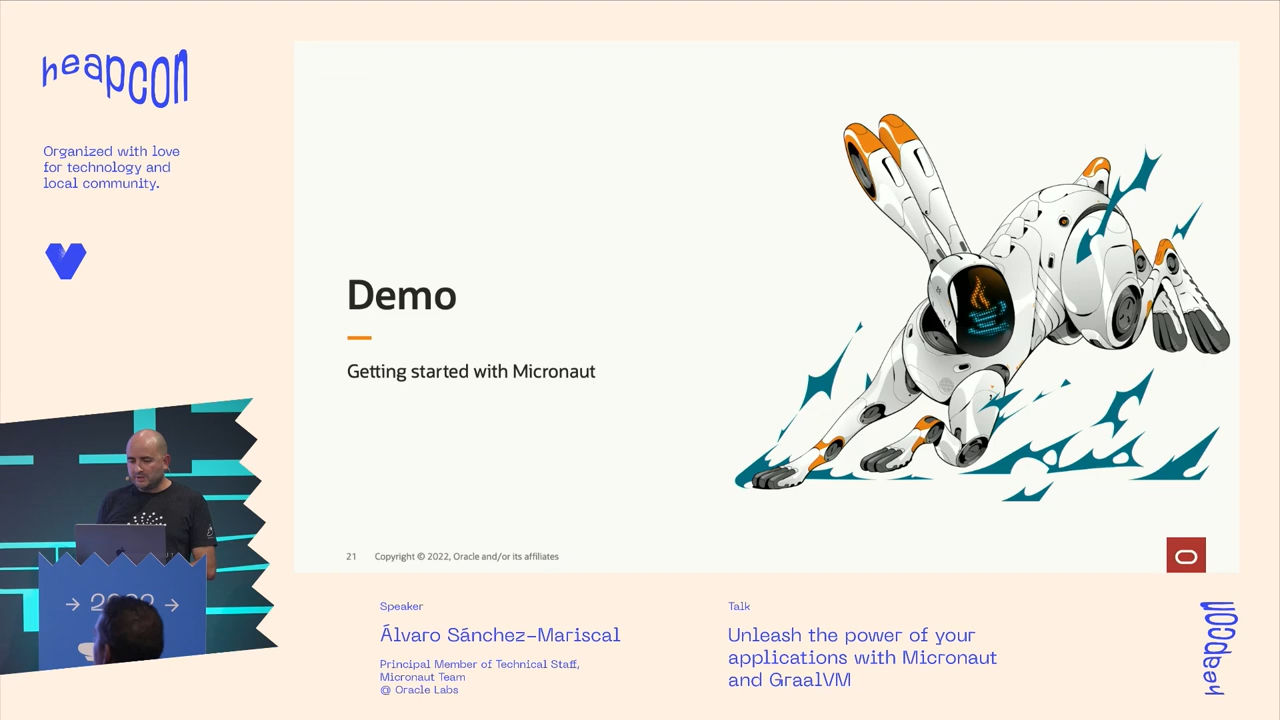 heapcon
Organized with love
for technology and
local community.
Demo
Getting started with Micronaut
21 Copyright © 2022, Oracle and/or its affiliates
→ 2022 →
Speaker
Álvaro Sánchez-Mariscal
Principal Member of Technical Staff,
Micronaut Team
@ Oracle Labs
Talk
Unleash the power of your
applications with Micronaut
and GraalVM
heapcon